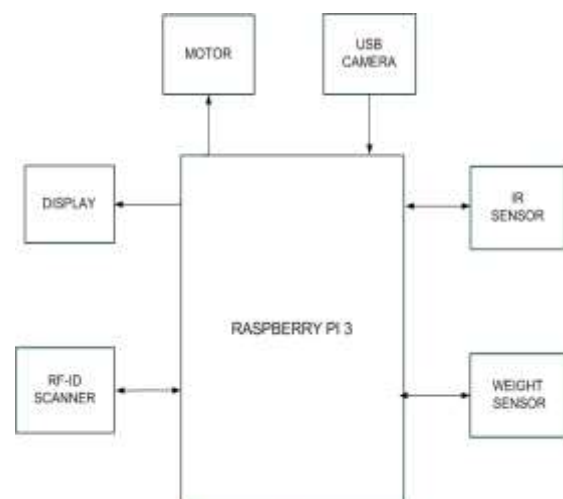 MOTOR
USB
CAMERA
DISPLAY
IR
SENSOR
RASPBERRY PI 3
RF-ID
SCANNER
WEIGHT
SENSOR